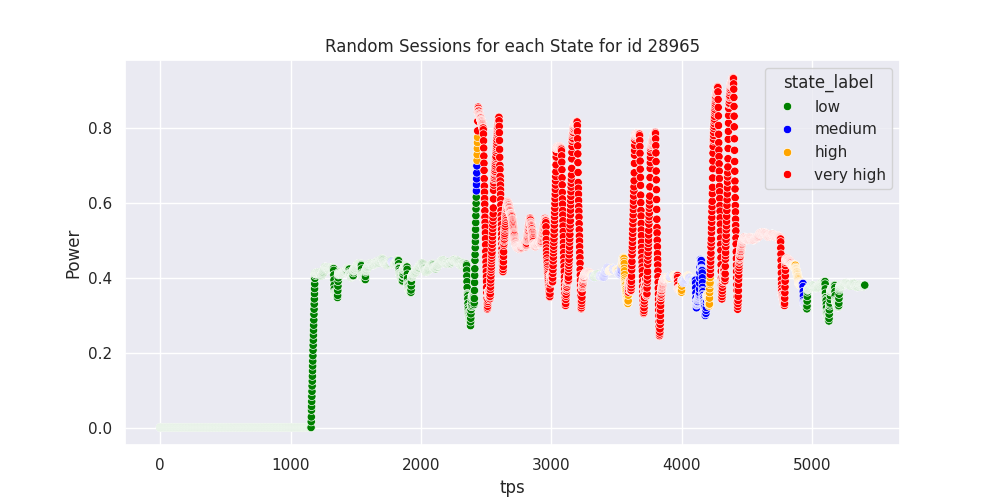 Random Sessions for each State for id 28965
state_label
low
medium
high
very high
Power
0.8
0.6
0.4
0.2
0.0
0 1000 2000 3000 4000 5000
tps